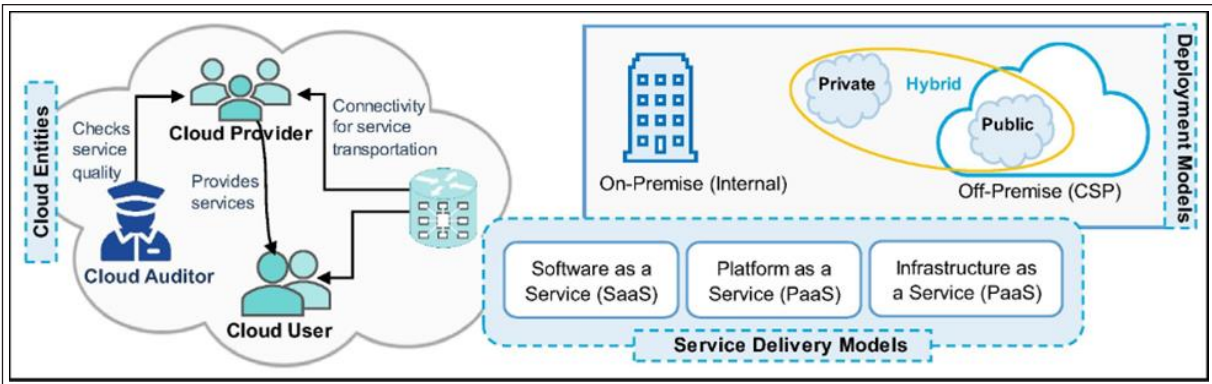 Cloud Entities
Cloud Provider
Checks
service
quality
Connectivity
for service
transportation
Provides
services
Cloud Auditor
Cloud User
On-Premise (Internal)
Private
Hybrid
Public
Off-Premise (CSP)
Deployment Models
Software as a
Service (SaaS)
Platform as a
Service (PaaS)
Infrastructure as
a Service (PaaS)
Service Delivery Models